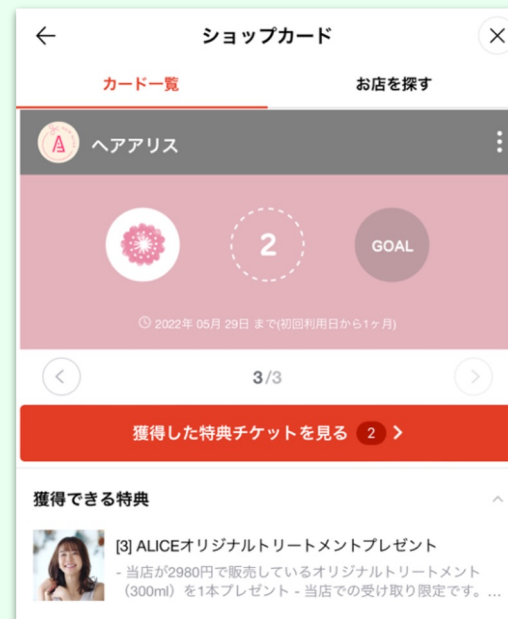 ショップカード
カード一覧
お店を探す
A
ヘアアリス
2
GOAL
2022年 05月 29日 まで(初回利用日から1ヶ月)
3/3
獲得した特典チケットを見る 2
獲得できる特典
[3] ALICEオリジナルトリートメントプレゼント
- 当店が2980円で販売しているオリジナルトリートメント
（300ml）を1本プレゼント - 当店での受け取り限定です。...